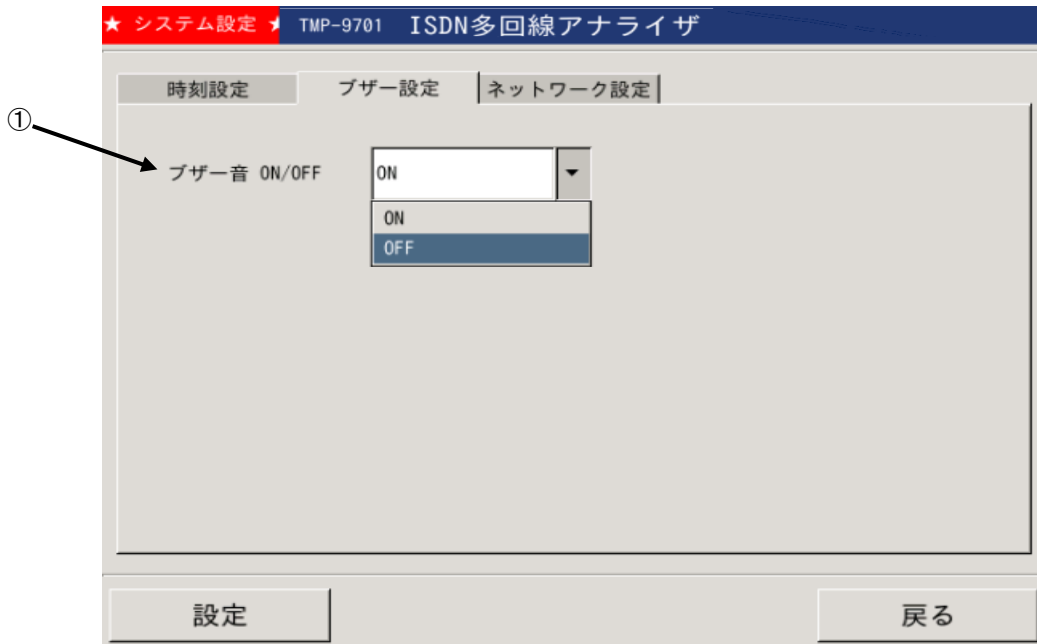 ★ システム設定 ★ TMP-9701 ISDN多回線アナライザ
時刻設定 ブザー設定 ネットワーク設定
①
ブザー音 ON/OFF ON
ON
OFF
設定 戻る